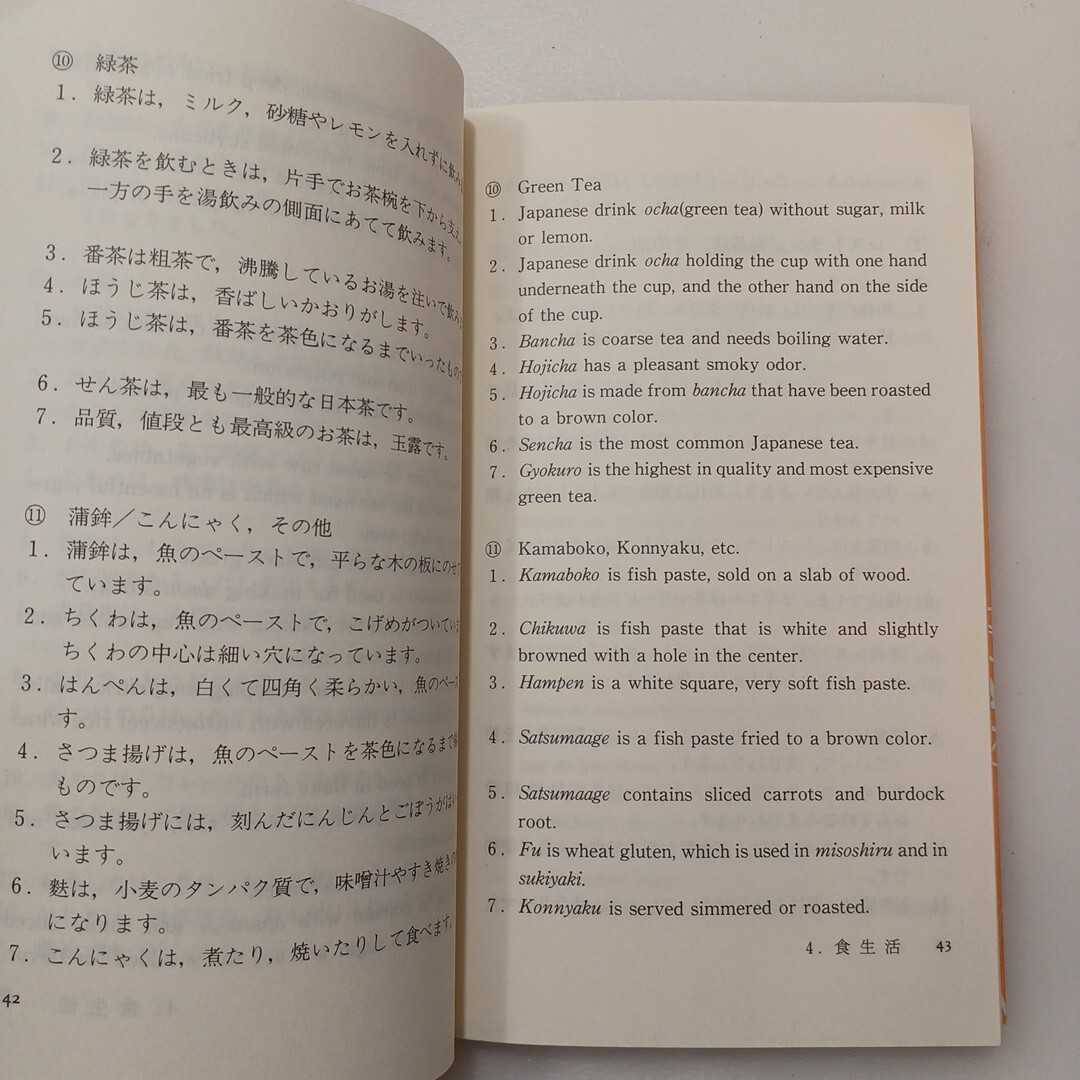 ⑩ 緑茶
1. 緑茶は，ミルク，砂糖やレモンを入れずに飲み
2. 緑茶を飲むときは，片手でお茶椀を下から支え，
一方の手を湯飲みの側面にあてて飲みます。
3. 番茶は粗茶で，沸騰しているお湯を注いで飲み
4. ほうじ茶は，香ばしいかおりがします。
5. ほうじ茶は，番茶を茶色になるまでいったもの
6. せん茶は，最も一般的な日本茶です。
7. 品質，値段とも最高級のお茶は，玉露です。
⑪ 蒲鉾／こんにゃく，その他
1. 蒲鉾は，魚のペーストで，平らな木の板にのせ
ています。
2. ちくわは，魚のペーストで，こげめがついてい
ちくわの中心は細い穴になっています。
3. はんぺんは，白くて四角く柔らかい，魚のペー
す。
4. さつま揚げは，魚のペーストを茶色になるまで
ものです。
5. さつま揚げには，刻んだにんじんとごぼうがは
います。
6. 麩は，小麦のタンパク質で，味噌汁やすき焼きの
になります。
7. こんにゃくは，煮たり，焼いたりして食べます。
42
⑩ Green Tea
1. Japanese drink ocha(green tea) without sugar, milk
or lemon.
2. Japanese drink ocha holding the cup with one hand
underneath the cup, and the other hand on the side
of the cup.
3. Bancha is coarse tea and needs boiling water.
4. Hojicha has a pleasant smoky odor.
5. Hojicha is made from bancha that have been roasted
to a brown color.
6. Sencha is the most common Japanese tea.
7. Gyokuro is the highest in quality and most expensive
green tea.
⑪ Kamaboko, Konnyaku, etc.
1. Kamaboko is fish paste, sold on a slab of wood.
2. Chikuwa is fish paste that is white and slightly
browned with a hole in the center.
3. Hampen is a white square, very soft fish paste.
4. Satsumaage is a fish paste fried to a brown color.
5. Satsumaage contains sliced carrots and burdock
root.
6. Fu is wheat gluten, which is used in misoshiru and in
sukiyaki.
7. Konnyaku is served simmered or roasted.
4. 食生活 43